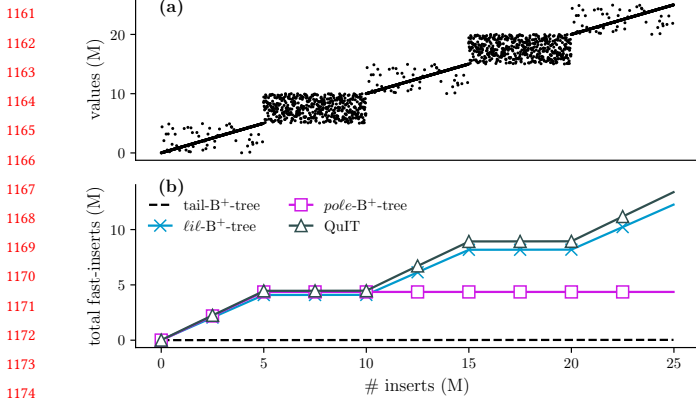 1161
1162
1163
1164
1165
1166
1167
1168
1169
1170
1171
1172
1173
1174
(a)
values (M)
20
10
0
(b)
total fast-inserts (M)
10
5
0
tail-B⁺-tree
ℓiℓ-B⁺-tree
poℓe-B⁺-tree
QuIT
0 5 10 15 20 25
# inserts (M)